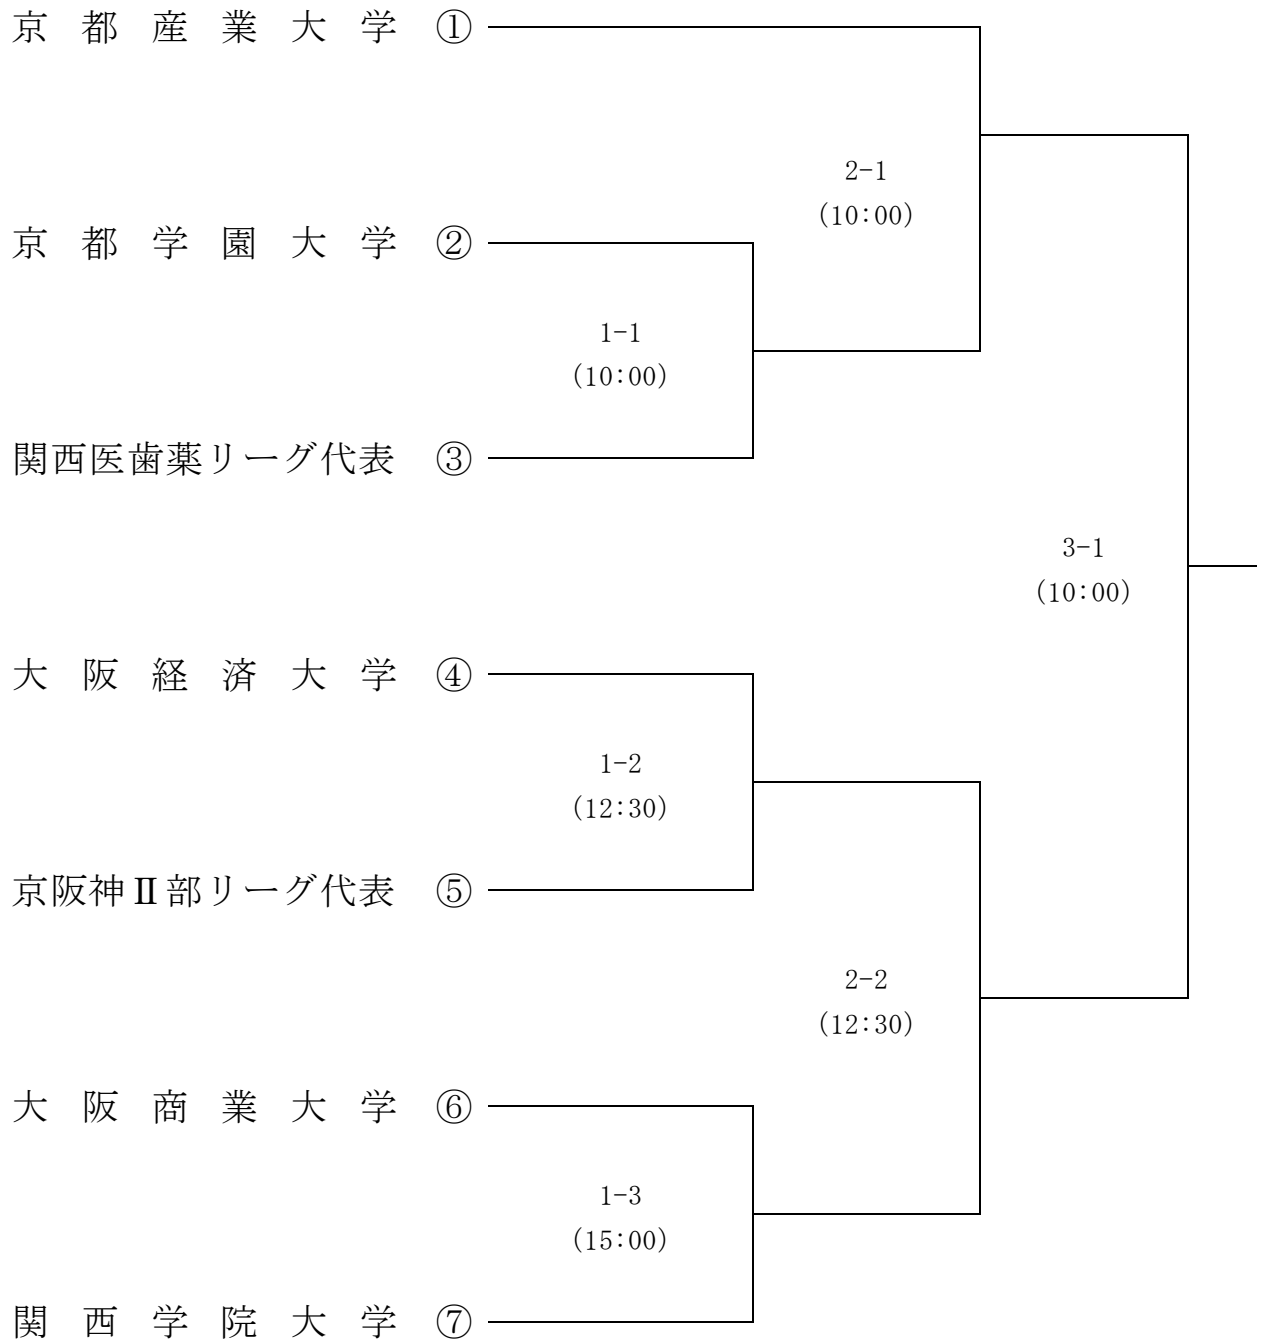 京都産業大学 ①
2-1
(10:00)
京都学園大学 ②
1-1
(10:00)
関西医歯薬リーグ代表 ③
3-1
(10:00)
大阪経済大学 ④
1-2
(12:30)
京阪神Ⅱ部リーグ代表 ⑤
2-2
(12:30)
大阪商業大学 ⑥
1-3
(15:00)
関西学院大学 ⑦